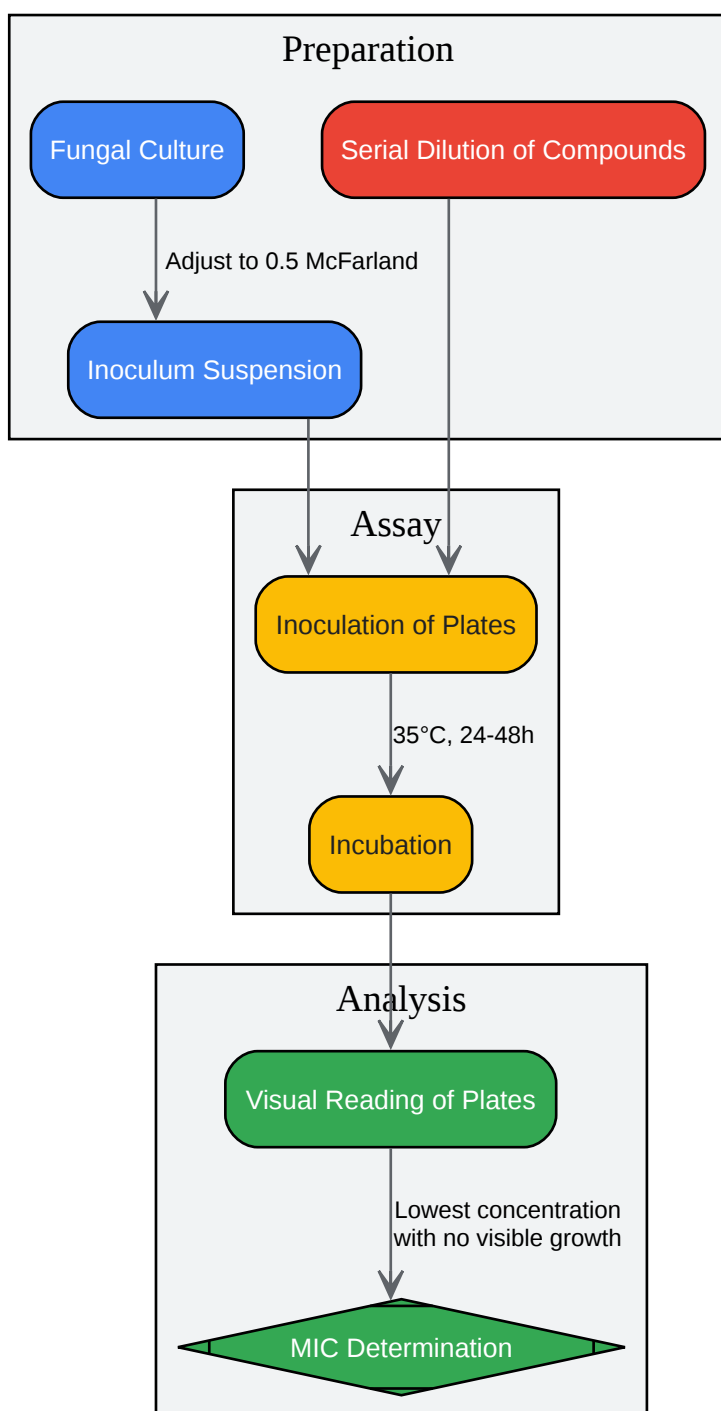 Preparation
Fungal Culture
Serial Dilution of Compounds
Adjust to 0.5 McFarland
Inoculum Suspension
Assay
Inoculation of Plates
35°C, 24-48h
Incubation
Analysis
Visual Reading of Plates
Lowest concentration
with no visible growth
MIC Determination